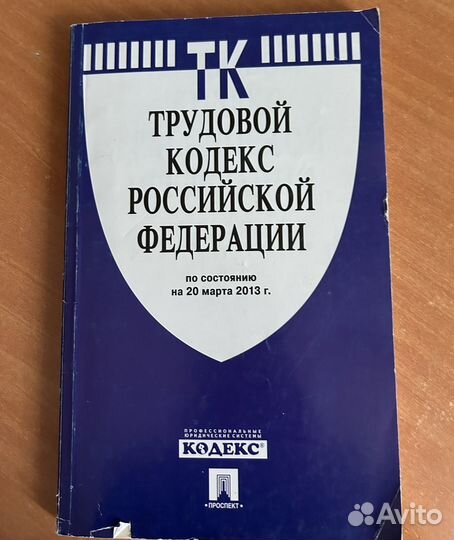 ТК
ТРУДОВОЙ
КОДЕКС
РОССИЙСКОЙ
ФЕДЕРАЦИИ
по состоянию
на 20 марта 2013 г.
ПРОФЕССИОНАЛЬНЫЕ
ЮРИДИЧЕСКИЕ СИСТЕМЫ
КОДЕКС®
•ПРОСПЕКТ•
Avito